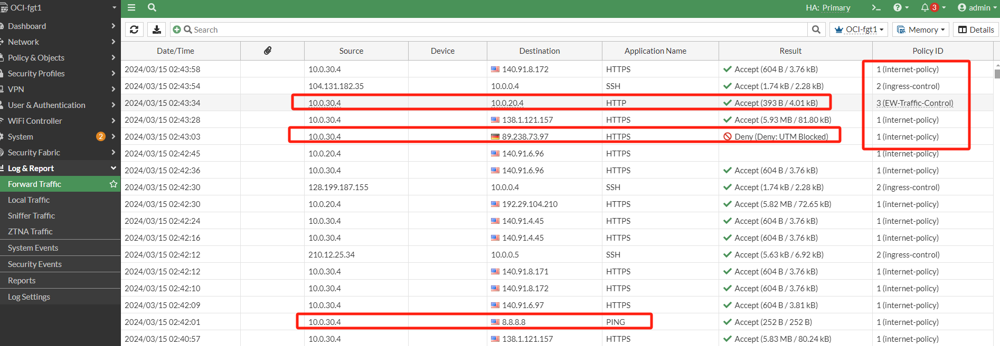 OCI-fgt1
HA: Primary
>_
?
3
admin
Dashboard
Network
Policy & Objects
Security Profiles
VPN
User & Authentication
WiFi Controller
System 2
Security Fabric
Log & Report
Forward Traffic
Local Traffic
Sniffer Traffic
ZTNA Traffic
System Events
Security Events
Reports
Log Settings
Search OCI-fgt1 Memory Details
Date/Time Source Device Destination Application Name Result Policy ID
2024/03/15 02:43:58 10.0.30.4 140.91.8.172 HTTPS Accept (604 B / 3.76 kB) 1 (internet-policy)
2024/03/15 02:43:54 104.131.182.35 10.0.0.4 SSH Accept (1.74 kB / 2.28 kB) 2 (ingress-control)
2024/03/15 02:43:34 10.0.30.4 10.0.20.4 HTTP Accept (393 B / 4.01 kB) 3 (EW-Traffic-Control)
2024/03/15 02:43:28 10.0.30.4 138.1.121.157 HTTPS Accept (5.93 MB / 81.80 kB) 1 (internet-policy)
2024/03/15 02:43:03 10.0.30.4 89.238.73.97 HTTPS Deny (Deny: UTM Blocked) 1 (internet-policy)
2024/03/15 02:42:45 10.0.20.4 140.91.6.96 HTTPS 1 (internet-policy)
2024/03/15 02:42:36 10.0.30.4 140.91.6.96 HTTPS Accept (604 B / 3.76 kB) 1 (internet-policy)
2024/03/15 02:42:30 128.199.187.155 10.0.0.4 SSH Accept (1.74 kB / 2.28 kB) 2 (ingress-control)
2024/03/15 02:42:30 10.0.20.4 192.29.104.210 HTTPS Accept (5.82 MB / 72.65 kB) 1 (internet-policy)
2024/03/15 02:42:24 10.0.30.4 140.91.4.45 HTTPS Accept (604 B / 3.76 kB) 1 (internet-policy)
2024/03/15 02:42:16 10.0.30.4 140.91.4.45 HTTPS Accept (604 B / 3.76 kB) 1 (internet-policy)
2024/03/15 02:42:12 210.12.25.34 10.0.0.5 SSH Accept (5.63 kB / 6.92 kB) 2 (ingress-control)
2024/03/15 02:42:12 10.0.30.4 140.91.8.171 HTTPS Accept (604 B / 3.76 kB) 1 (internet-policy)
2024/03/15 02:42:10 10.0.30.4 140.91.8.172 HTTPS Accept (604 B / 3.76 kB) 1 (internet-policy)
2024/03/15 02:42:09 10.0.30.4 140.91.6.97 HTTPS Accept (604 B / 3.81 kB) 1 (internet-policy)
2024/03/15 02:42:01 10.0.30.4 8.8.8.8 PING Accept (252 B / 252 B) 1 (internet-policy)
2024/03/15 02:40:57 10.0.30.4 138.1.121.157 HTTPS Accept (5.83 MB / 80.24 kB) 1 (internet-policy)